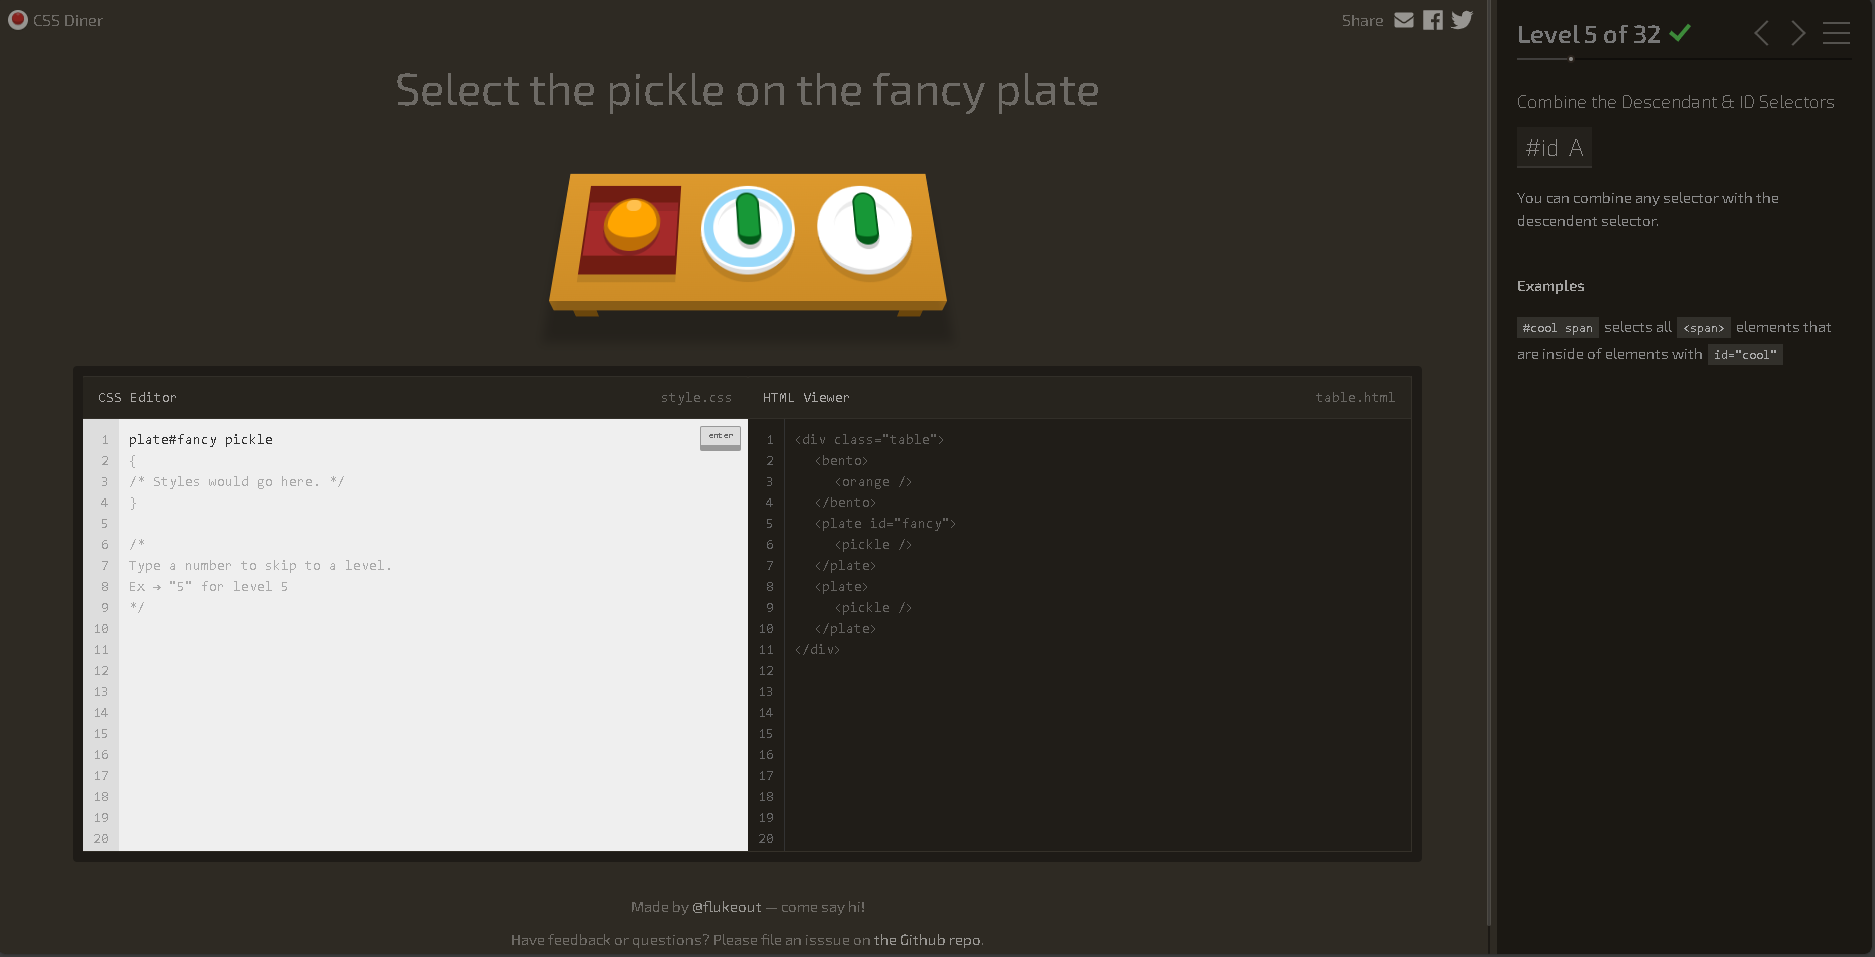 CSS Diner
Share
Select the pickle on the fancy plate
CSS Editor style.css
1 plate#fancy pickle enter
2 {
3 /* Styles would go here. */
4 }
5
6 /*
7 Type a number to skip to a level.
8 Ex → "5" for level 5
9 */
10
11
12
13
14
15
16
17
18
19
20
HTML Viewer table.html
1 <div class="table">
2 <bento>
3 <orange />
4 </bento>
5 <plate id="fancy">
6 <pickle />
7 </plate>
8 <plate>
9 <pickle />
10 </plate>
11 </div>
12
13
14
15
16
17
18
19
20
Made by @flukeout — come say hi!
Have feedback or questions? Please file an isssue on the Github repo.
Level 5 of 32
Combine the Descendant & ID Selectors
#id A
You can combine any selector with the
descendent selector.
Examples
#cool span selects all <span> elements that
are inside of elements with id="cool"